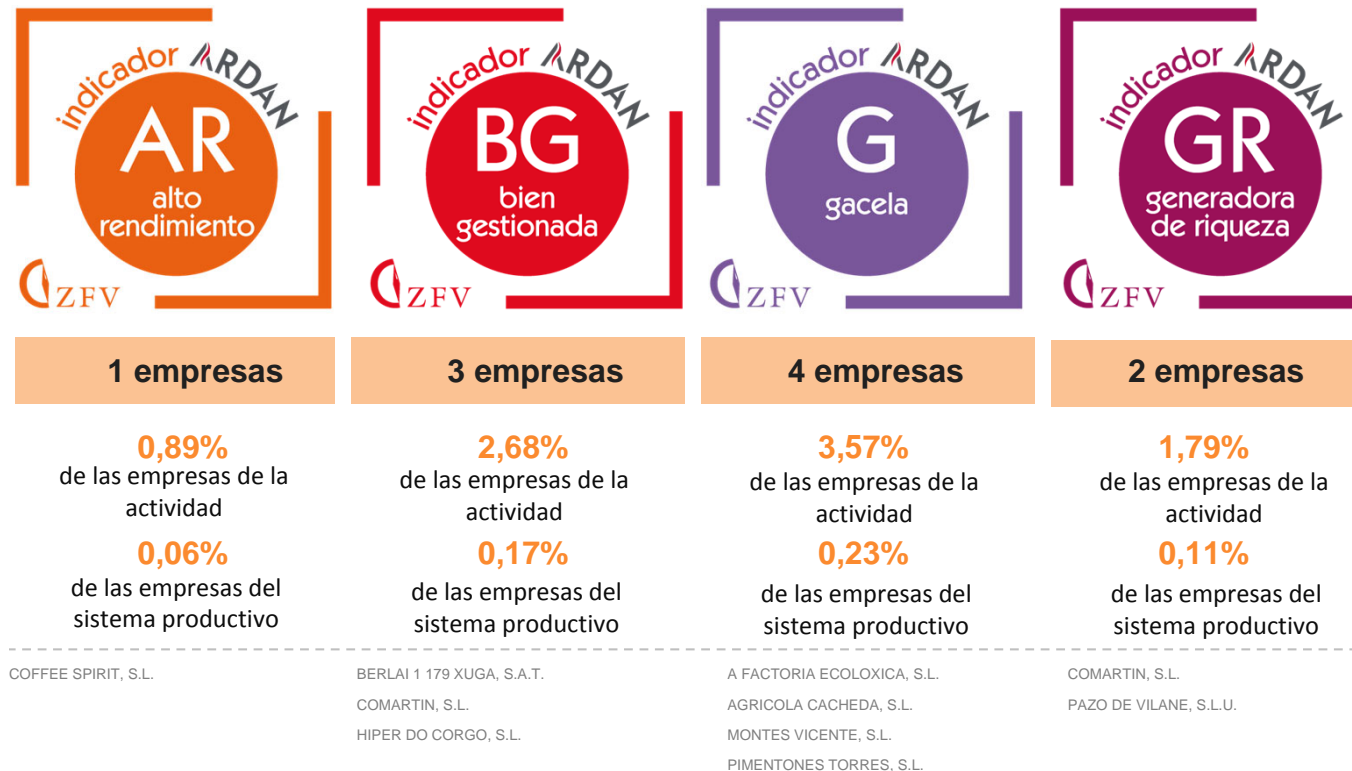 indicador ARDAN
AR
alto
rendimiento
ZFV
indicador ARDAN
BG
bien
gestionada
ZFV
indicador ARDAN
G
gacela
ZFV
indicador ARDAN
GR
generadora
de riqueza
ZFV
1 empresas
0,89%
de las empresas de la
actividad
0,06%
de las empresas del
sistema productivo
COFFEE SPIRIT, S.L.
3 empresas
2,68%
de las empresas de la
actividad
0,17%
de las empresas del
sistema productivo
BERLAI 1 179 XUGA, S.A.T.
COMARTIN, S.L.
HIPER DO CORGO, S.L.
4 empresas
3,57%
de las empresas de la
actividad
0,23%
de las empresas del
sistema productivo
A FACTORIA ECOLOXICA, S.L.
AGRICOLA CACHEDA, S.L.
MONTES VICENTE, S.L.
PIMENTONES TORRES, S.L.
2 empresas
1,79%
de las empresas de la
actividad
0,11%
de las empresas del
sistema productivo
COMARTIN, S.L.
PAZO DE VILANE, S.L.U.